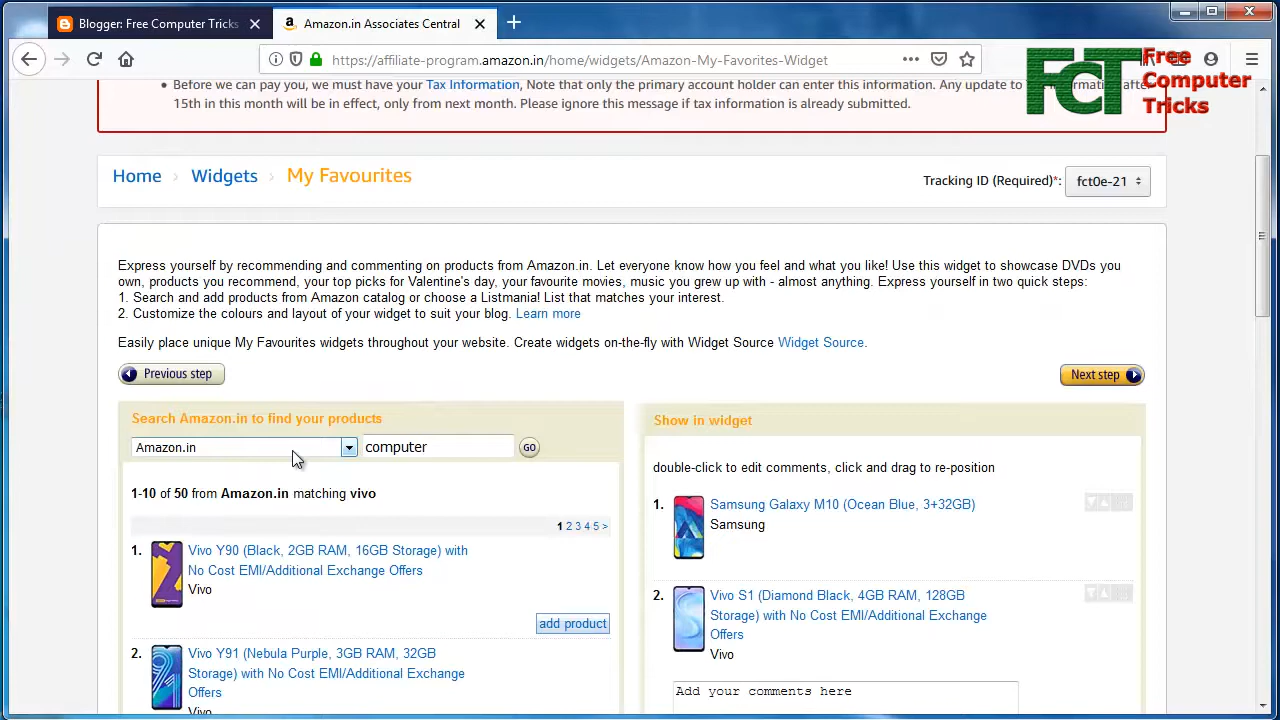 Blogger: Free Computer Tricks
Amazon.in Associates Central
https://affiliate-program.amazon.in/home/widgets/Amazon-My-Favorites-Widget
Free
Computer
Tricks
FCT
Before we can pay you, we
Tax Information, Note that only the primary account holder can enter this information. Any update to
after
15th in this month will be in effect, only from next month. Please ignore this message if tax information is already submitted.
Home › Widgets › My Favourites
Tracking ID (Required)*: fct0e-21
Express yourself by recommending and commenting on products from Amazon.in. Let everyone know how you feel and what you like! Use this widget to showcase DVDs you
own, products you recommend, your top picks for Valentine's day, your favourite movies, music you grew up with - almost anything. Express yourself in two quick steps:
1. Search and add products from Amazon catalog or choose a Listmania! List that matches your interest.
2. Customize the colours and layout of your widget to suit your blog. Learn more
Easily place unique My Favourites widgets throughout your website. Create widgets on-the-fly with Widget Source Widget Source.
Previous step
Next step
Search Amazon.in to find your products
Amazon.in
computer
GO
1-10 of 50 from Amazon.in matching vivo
1 2 3 4 5 >
1. Vivo Y90 (Black, 2GB RAM, 16GB Storage) with
No Cost EMI/Additional Exchange Offers
Vivo
add product
2. Vivo Y91 (Nebula Purple, 3GB RAM, 32GB
Storage) with No Cost EMI/Additional Exchange
Offers
Vivo
Show in widget
double-click to edit comments, click and drag to re-position
1. Samsung Galaxy M10 (Ocean Blue, 3+32GB)
Samsung
2. Vivo S1 (Diamond Black, 4GB RAM, 128GB
Storage) with No Cost EMI/Additional Exchange
Offers
Vivo
Add your comments here